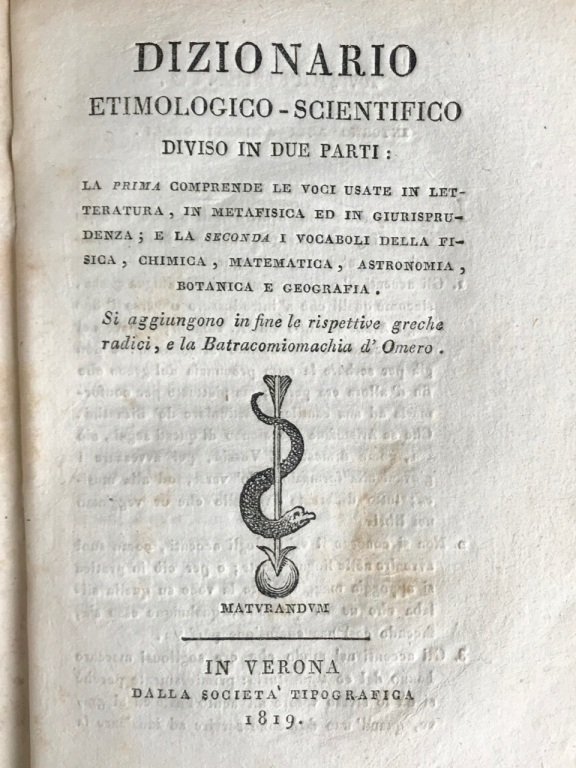 DIZIONARIO
ETIMOLOGICO-SCIENTIFICO
DIVISO IN DUE PARTI:
LA PRIMA COMPRENDE LE VOCI USATE IN LET-
TERATURA, IN METAFISICA ED IN GIURISPRU-
DENZA; E LA SECONDA I VOCABOLI DELLA FI-
SICA, CHIMICA, MATEMATICA, ASTRONOMIA,
BOTANICA E GEOGRAFIA.
Si aggiungono in fine le rispettive greche
radici, e la Batracomiomachia d' Omero.
MATVRANDVM
IN VERONA
DALLA SOCIETA' TIPOGRAFICA
1819.